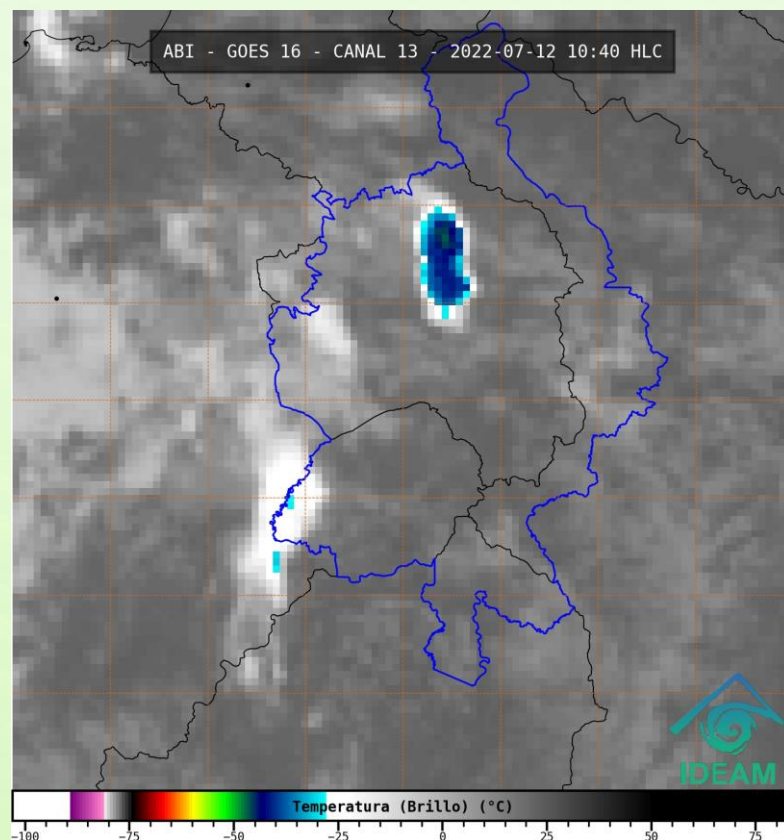 ABI - GOES 16 - CANAL 13 - 2022-07-12 10:40 HLC
IDEAM
Temperatura (Brillo) (°C)
−100 −75 −50 −25 0 25 50 75